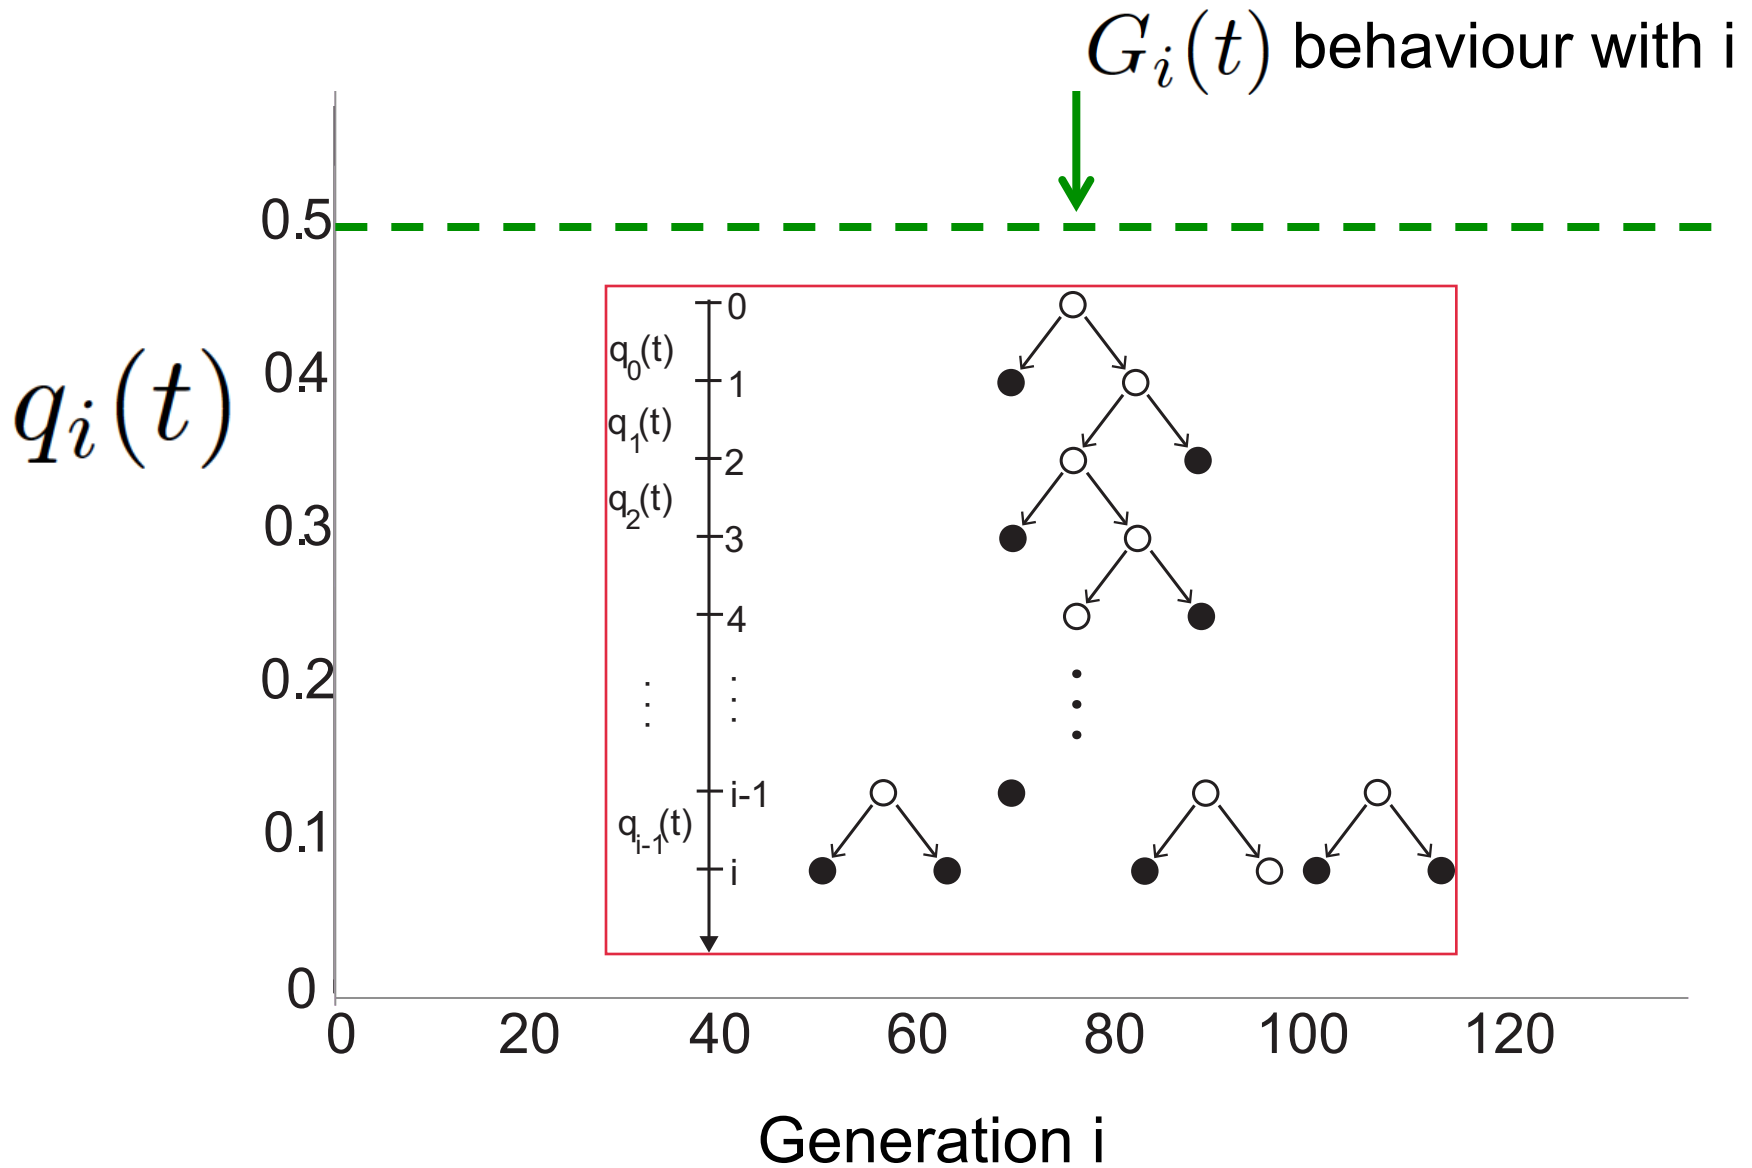 G_i(t) behaviour with i
0.5
0.4
0.3
0.2
0.1
0
q_i(t)
0
q_0(t)
1
q_1(t)
2
q_2(t)
3
4
⋮ ⋮ ⋮
i-1
q_{i-1}(t)
i
0 20 40 60 80 100 120
Generation i